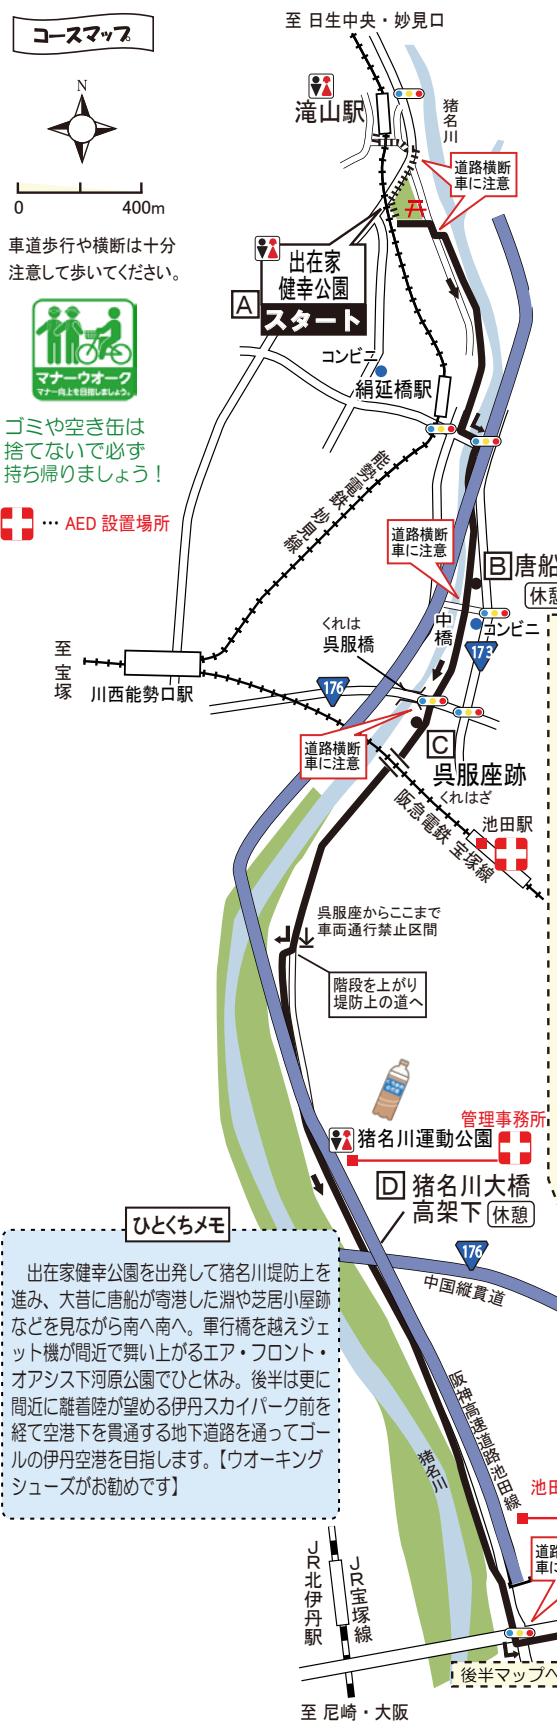 コースマップ
至 日生中央・妙見口
N
0
400m
滝山駅
猪名川
道路横断
車に注意
車道歩行や横断は十分
注意して歩いてください。
A
出在家
健幸公園
スタート
マナーウオーク
マナー向上を目指しましょう。
コンビニ
絹延橋駅
ゴミや空き缶は
捨てないで必ず
持ち帰りましょう！
… AED 設置場所
能勢電鉄 妙見線
道路横断
車に注意
B 唐船
休憩
中橋
コンビニ
173
くれは
呉服橋
至 宝塚
川西能勢口駅
176
道路横断
車に注意
C
呉服座跡
くれはざ
阪急電鉄 宝塚線
池田駅
呉服座からここまで
車両通行禁止区間
階段を上がり
堤防上の道へ
管理事務所
猪名川運動公園
D 猪名川大橋
高架下 休憩
176
中国縦貫道
ひとくちメモ
出在家健幸公園を出発して猪名川堤防上を
進み、大昔に唐船が寄港した淵や芝居小屋跡
などを見ながら南へ南へ。軍行橋を越えジェ
ット機が間近で舞い上がるエア・フロント・
オアシス下河原公園でひと休み。後半は更に
間近に離着陸が望める伊丹スカイパーク前を
経て空港下を貫通する地下道路を通ってゴー
ルの伊丹空港を目指します。【ウオーキング
シューズがお勧めです】
阪神高速道路池田線
猪名川
池田
JR北伊丹駅
JR宝塚線
道路
車に
後半マップへ
至 尼崎・大阪